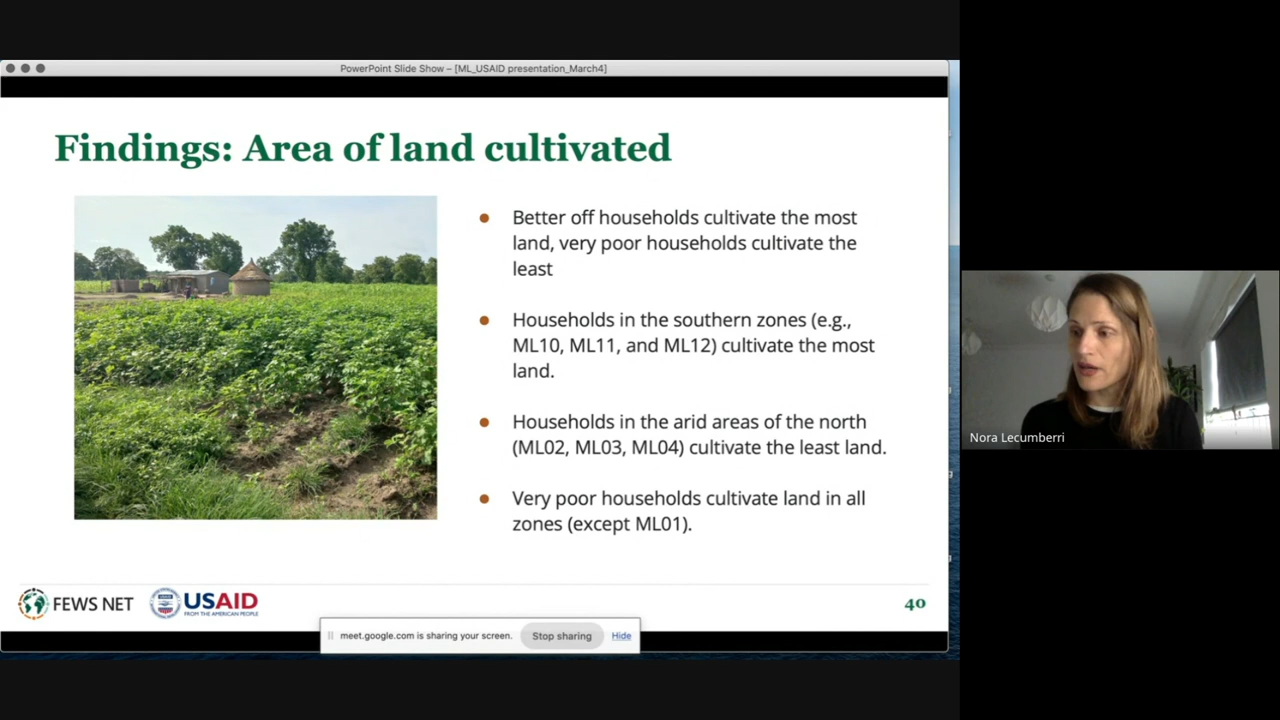 PowerPoint Slide Show – [ML_USAID presentation_March4]
Findings: Area of land cultivated
● Better off households cultivate the most
land, very poor households cultivate the
least
● Households in the southern zones (e.g.,
ML10, ML11, and ML12) cultivate the most
land.
● Households in the arid areas of the north
(ML02, ML03, ML04) cultivate the least land.
● Very poor households cultivate land in all
zones (except ML01).
Nora Lecumberri
FEWS NET
USAID
FROM THE AMERICAN PEOPLE
40
meet.google.com is sharing your screen.
Stop sharing
Hide